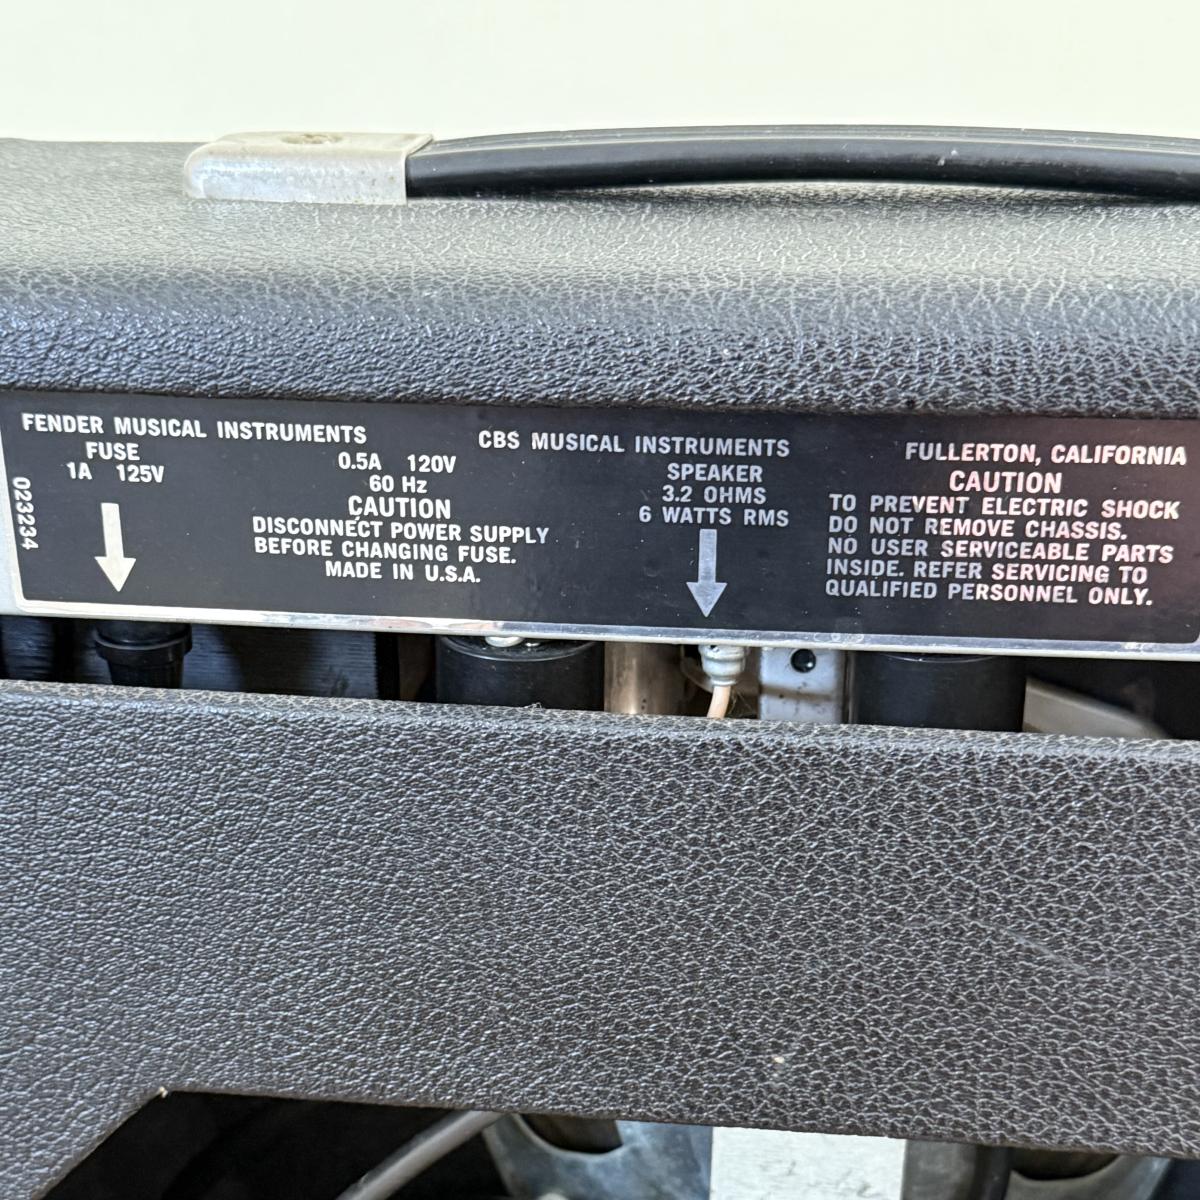 FENDER MUSICAL INSTRUMENTS
CBS MUSICAL INSTRUMENTS
FULLERTON, CALIFORNIA
FUSE
1A 125V
023234
0.5A 120V
60 Hz
CAUTION
DISCONNECT POWER SUPPLY
BEFORE CHANGING FUSE.
MADE IN U.S.A.
SPEAKER
3.2 OHMS
6 WATTS RMS
CAUTION
TO PREVENT ELECTRIC SHOCK
DO NOT REMOVE CHASSIS.
NO USER SERVICEABLE PARTS
INSIDE. REFER SERVICING TO
QUALIFIED PERSONNEL ONLY.